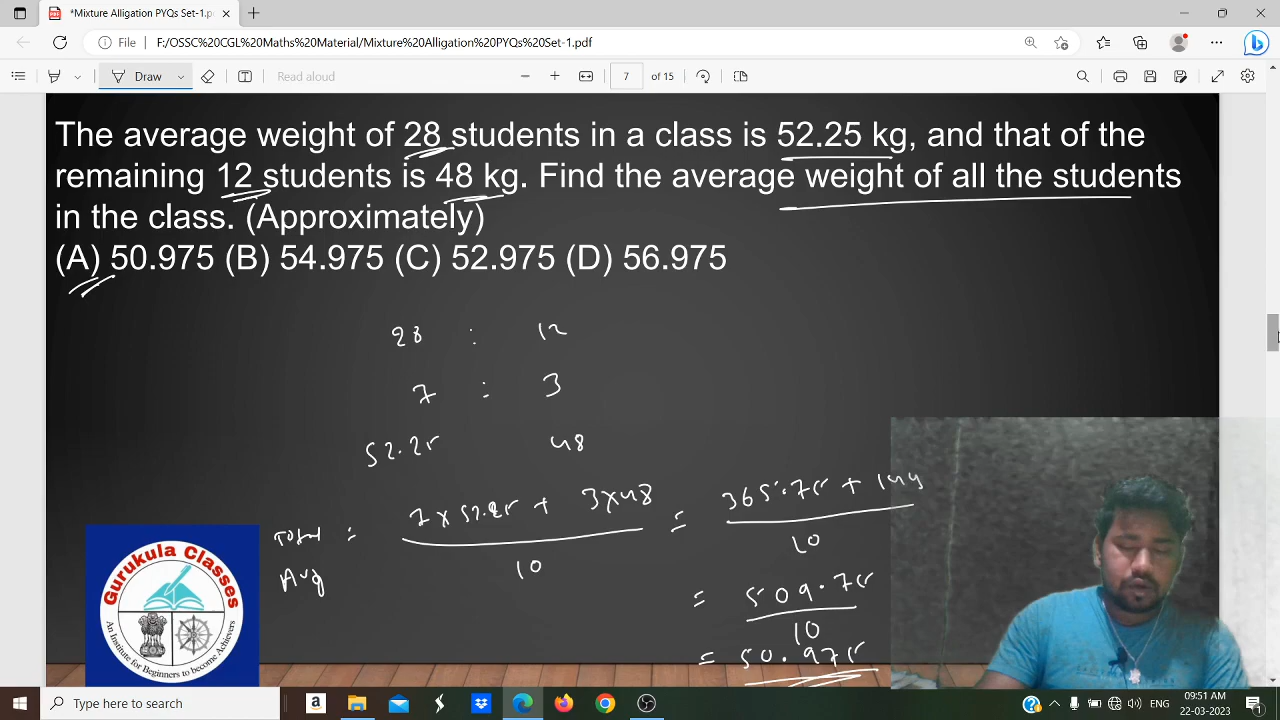 *Mixture Alligation PYQs Set-1.p
File F:/OSSC%20CGL%20Maths%20Material/Mixture%20Alligation%20PYQs%20Set-1.pdf
Draw Read aloud 7 of 15
The average weight of 28 students in a class is 52.25 kg, and that of the
remaining 12 students is 48 kg. Find the average weight of all the students
in the class. (Approximately)
(A) 50.975 (B) 54.975 (C) 52.975 (D) 56.975
28 : 12
7 : 3
52.25 48
Total Avg = 7 x 52.25 + 3 x 48 / 10 = 365.75 + 144 / 10
= 509.75 / 10
= 50.975
Gurukula Classes
An Institute for Beginners to become Achievers
Type here to search
ENG
09:51 AM
22-03-2023